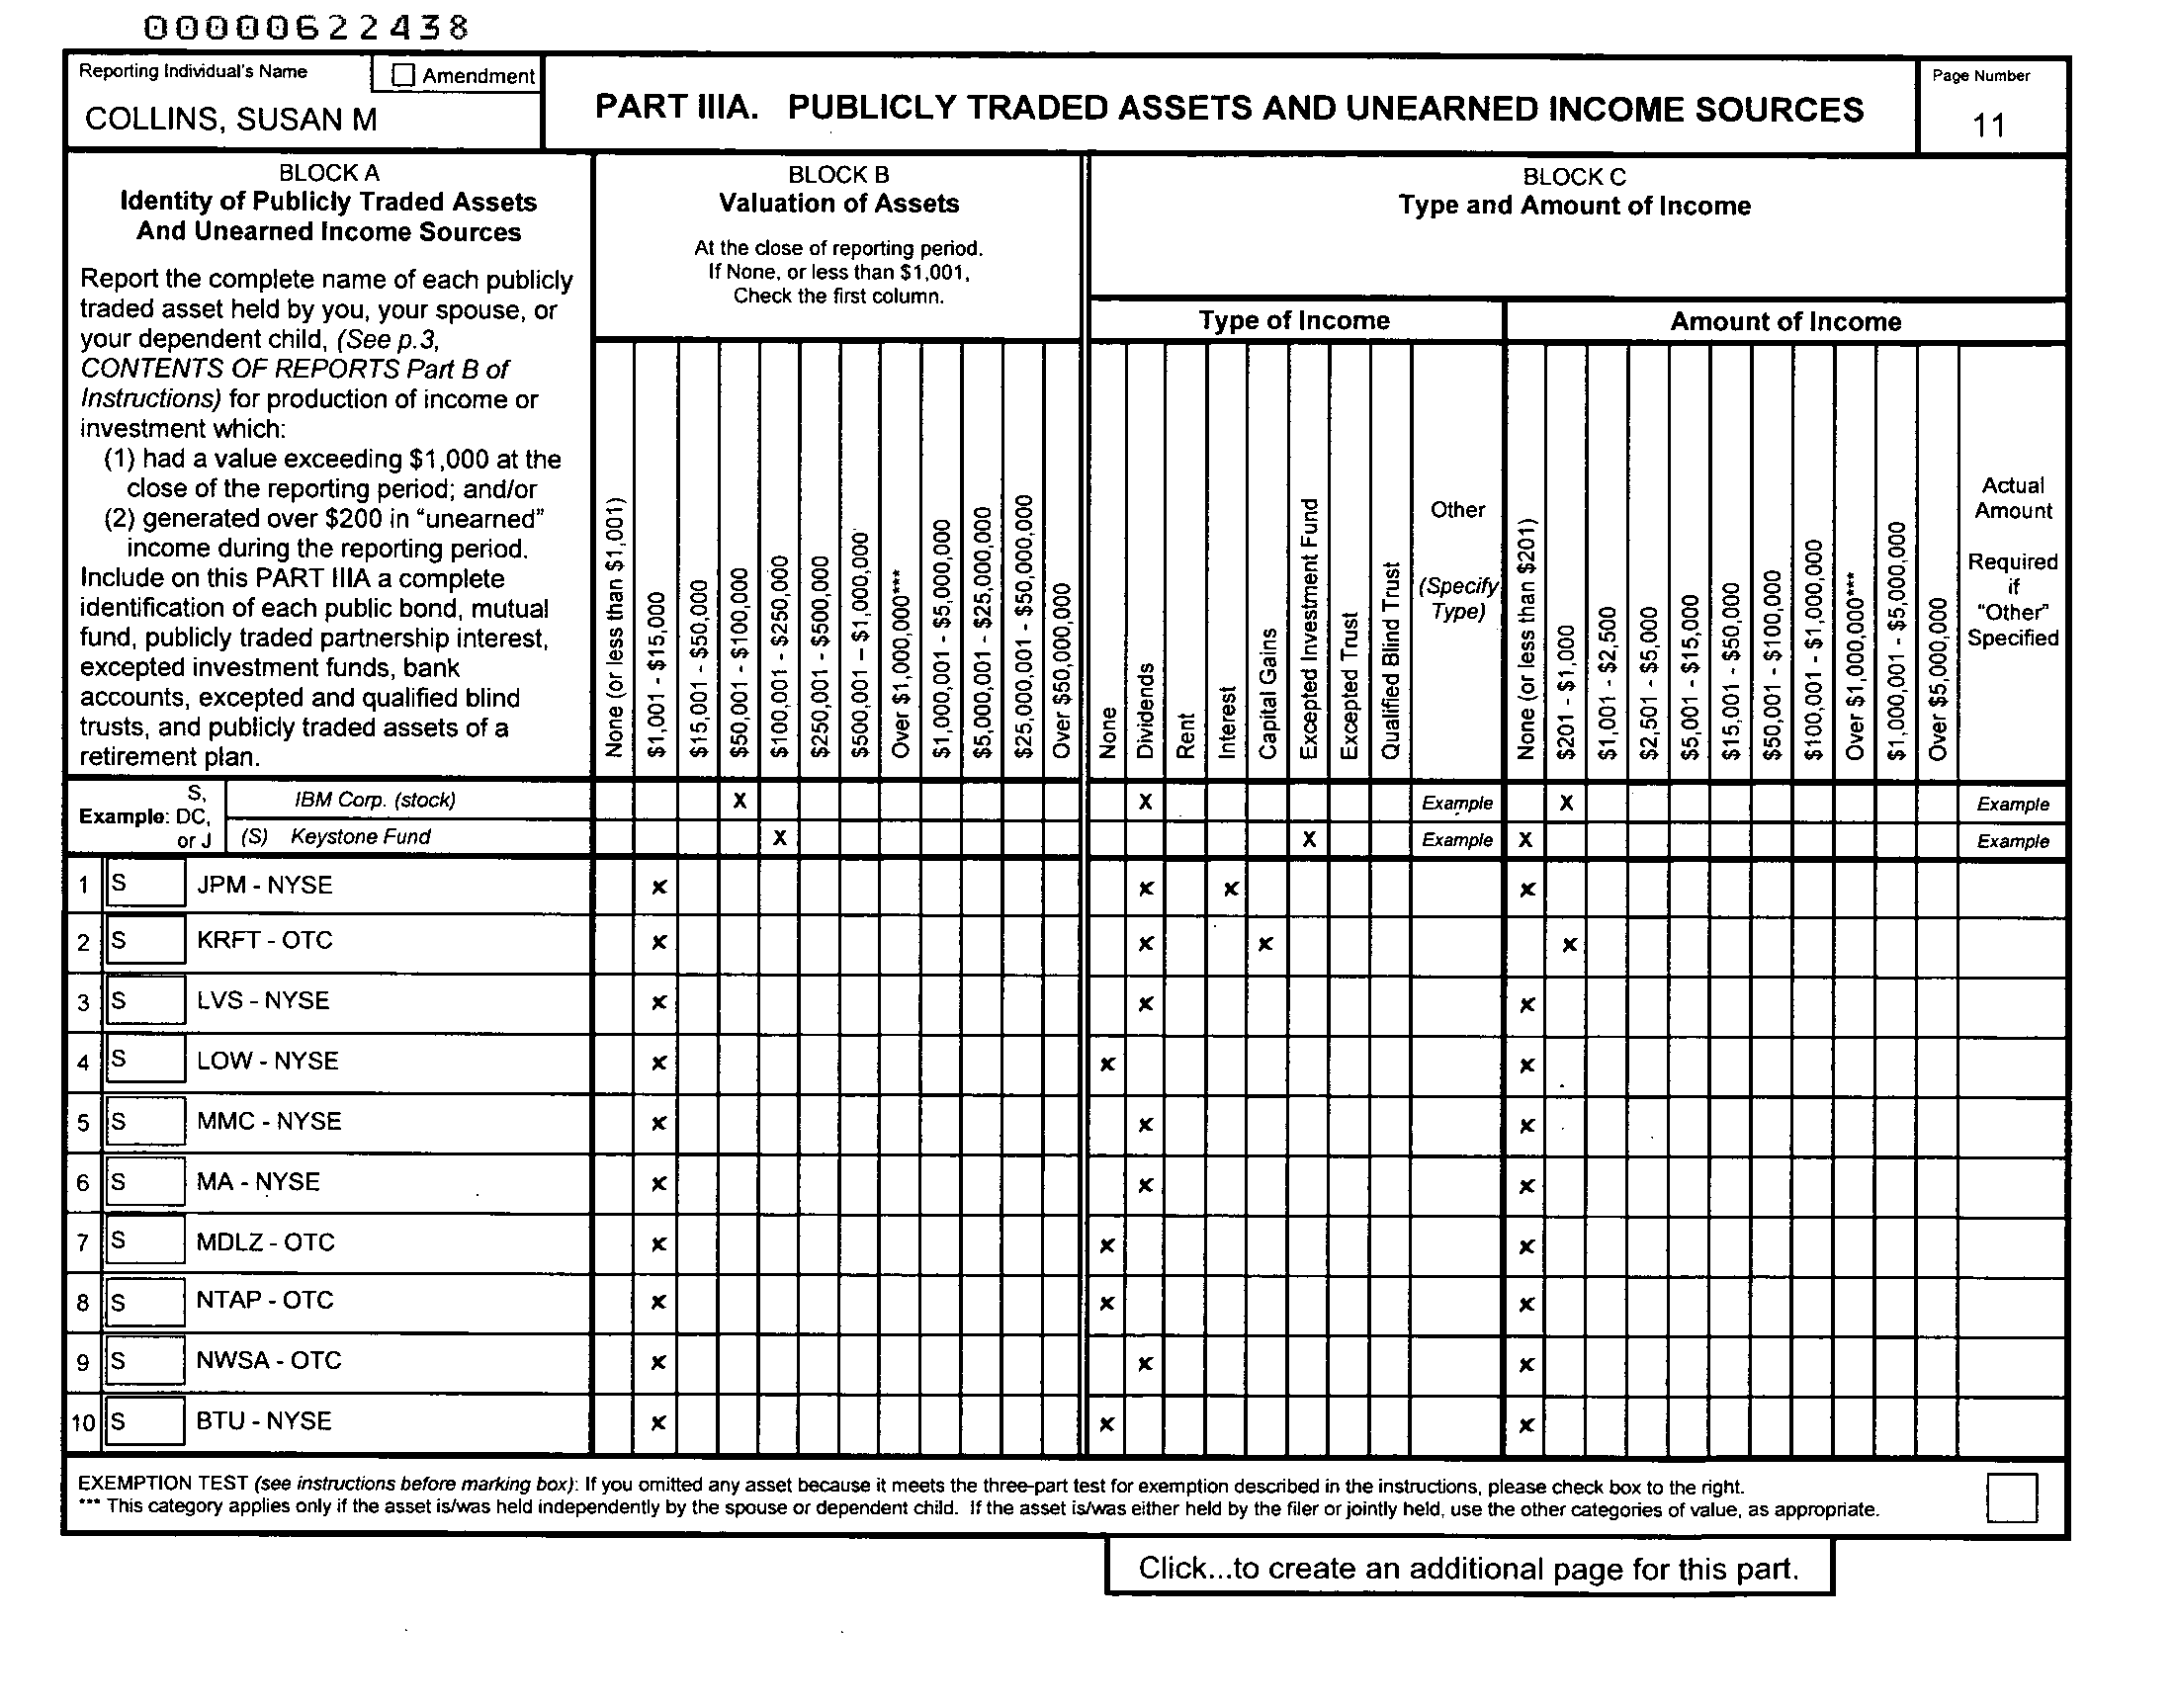 00000622438
Reporting Individual's Name
Amendment
COLLINS, SUSAN M
PART IIIA. PUBLICLY TRADED ASSETS AND UNEARNED INCOME SOURCES
Page Number
11
BLOCK A
Identity of Publicly Traded Assets
And Unearned Income Sources
Report the complete name of each publicly
traded asset held by you, your spouse, or
your dependent child, (See p.3,
CONTENTS OF REPORTS Part B of
Instructions) for production of income or
investment which:
(1) had a value exceeding $1,000 at the
close of the reporting period; and/or
(2) generated over $200 in "unearned"
income during the reporting period.
Include on this PART IIIA a complete
identification of each public bond, mutual
fund, publicly traded partnership interest,
excepted investment funds, bank
accounts, excepted and qualified blind
trusts, and publicly traded assets of a
retirement plan.
BLOCK B
Valuation of Assets
At the close of reporting period.
If None, or less than $1,001,
Check the first column.
None (or less than $1,001)
$1,001 - $15,000
$15,001 - $50,000
$50,001 - $100,000
$100,001 - $250,000
$250,001 - $500,000
$500,001 – $1,000,000
Over $1,000,000***
$1,000,001 - $5,000,000
$5,000,001 - $25,000,000
$25,000,001 - $50,000,000
Over $50,000,000
BLOCK C
Type and Amount of Income
Type of Income
None
Dividends
Rent
Interest
Capital Gains
Excepted Investment Fund
Excepted Trust
Qualified Blind Trust
Other
(Specify
Type)
Amount of Income
None (or less than $201)
$201 - $1,000
$1,001 - $2,500
$2,501 - $5,000
$5,001 - $15,000
$15,001 - $50,000
$50,001 - $100,000
$100,001 - $1,000,000
Over $1,000,000***
$1,000,001 - $5,000,000
Over $5,000,000
Actual
Amount
Required
if
"Other"
Specified
Example: S,
DC,
or J
IBM Corp. (stock) X X Example X Example
(S) Keystone Fund X X Example X Example
1 S JPM - NYSE x x x x
2 S KRFT - OTC x x x x
3 S LVS - NYSE x x x
4 S LOW - NYSE x x x
5 S MMC - NYSE x x x
6 S MA - NYSE x x x
7 S MDLZ - OTC x x x
8 S NTAP - OTC x x x
9 S NWSA - OTC x x x
10 S BTU - NYSE x x x
EXEMPTION TEST (see instructions before marking box): If you omitted any asset because it meets the three-part test for exemption described in the instructions, please check box to the right.
*** This category applies only if the asset is/was held independently by the spouse or dependent child. If the asset is/was either held by the filer or jointly held, use the other categories of value, as appropriate.
Click...to create an additional page for this part.